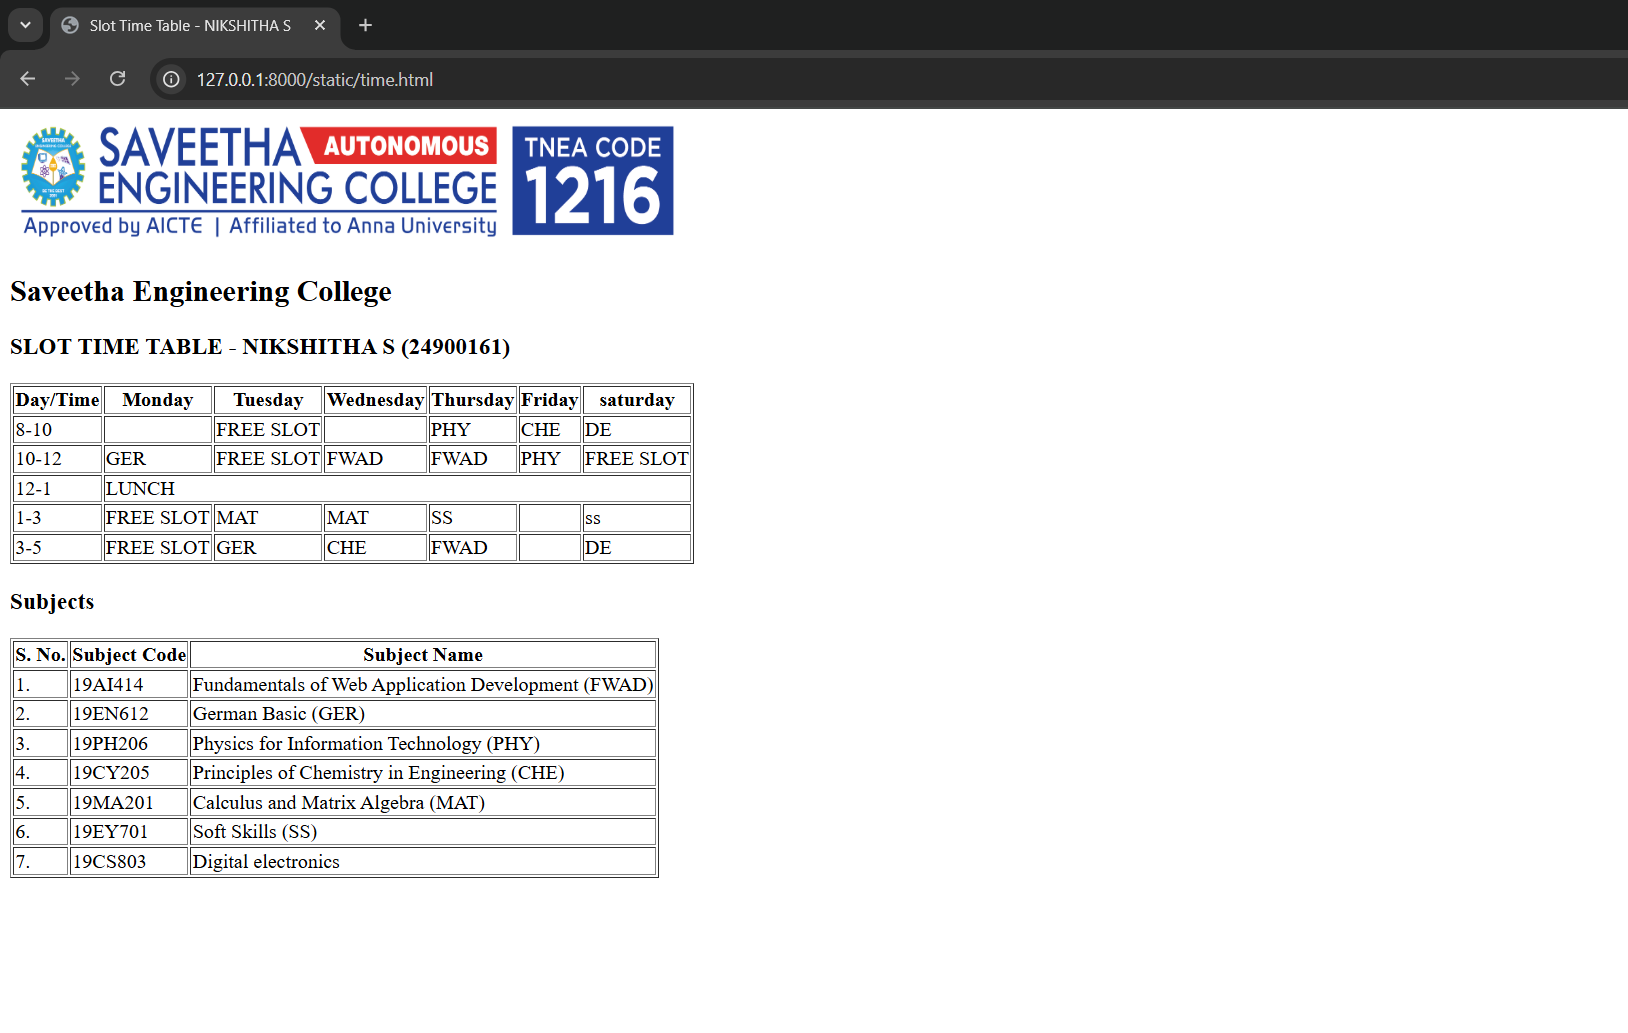 Slot Time Table - NIKSHITHA S
127.0.0.1:8000/static/time.html
SAVEETHA AUTONOMOUS
ENGINEERING COLLEGE
Approved by AICTE | Affiliated to Anna University
TNEA CODE
1216
Saveetha Engineering College
SLOT TIME TABLE - NIKSHITHA S (24900161)
Day/Time Monday Tuesday Wednesday Thursday Friday saturday
8-10 FREE SLOT PHY CHE DE
10-12 GER FREE SLOT FWAD FWAD PHY FREE SLOT
12-1 LUNCH
1-3 FREE SLOT MAT MAT SS ss
3-5 FREE SLOT GER CHE FWAD DE
Subjects
S. No. Subject Code Subject Name
1. 19AI414 Fundamentals of Web Application Development (FWAD)
2. 19EN612 German Basic (GER)
3. 19PH206 Physics for Information Technology (PHY)
4. 19CY205 Principles of Chemistry in Engineering (CHE)
5. 19MA201 Calculus and Matrix Algebra (MAT)
6. 19EY701 Soft Skills (SS)
7. 19CS803 Digital electronics